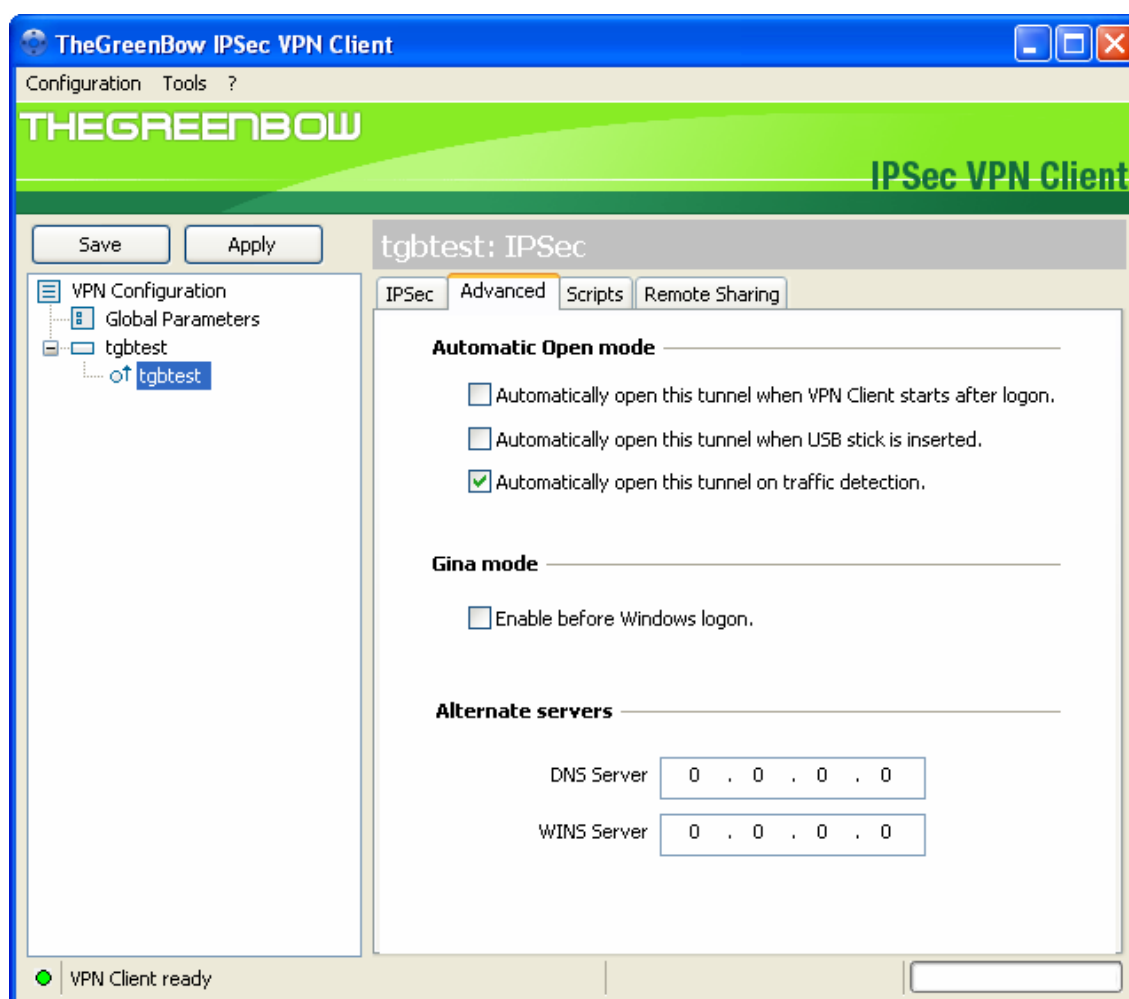 TheGreenBow IPSec VPN Client
Configuration Tools ?
THEGREENBOW
IPSec VPN Client
Save Apply
tgbtest: IPSec
VPN Configuration
Global Parameters
tgbtest
tgbtest
IPSec Advanced Scripts Remote Sharing
Automatic Open mode
Automatically open this tunnel when VPN Client starts after logon.
Automatically open this tunnel when USB stick is inserted.
Automatically open this tunnel on traffic detection.
Gina mode
Enable before Windows logon.
Alternate servers
DNS Server 0 . 0 . 0 . 0
WINS Server 0 . 0 . 0 . 0
VPN Client ready